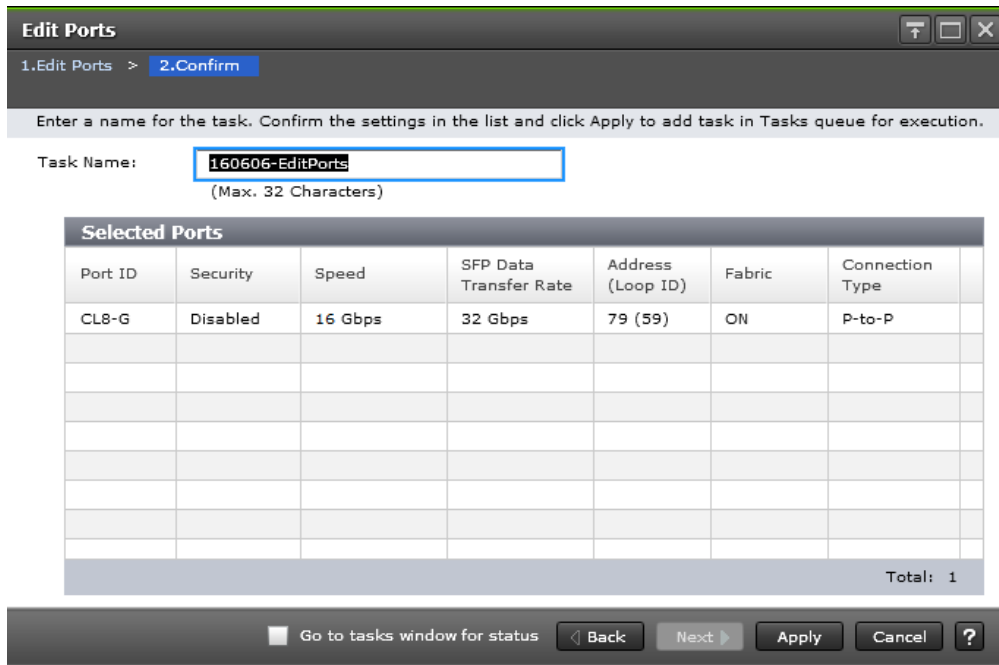 Edit Ports
1.Edit Ports > 2.Confirm
Enter a name for the task. Confirm the settings in the list and click Apply to add task in Tasks queue for execution.
Task Name: 160606-EditPorts
(Max. 32 Characters)
Selected Ports
Port ID Security Speed SFP Data Transfer Rate Address (Loop ID) Fabric Connection Type
CL8-G Disabled 16 Gbps 32 Gbps 79 (59) ON P-to-P
Total: 1
Go to tasks window for status Back Next Apply Cancel ?